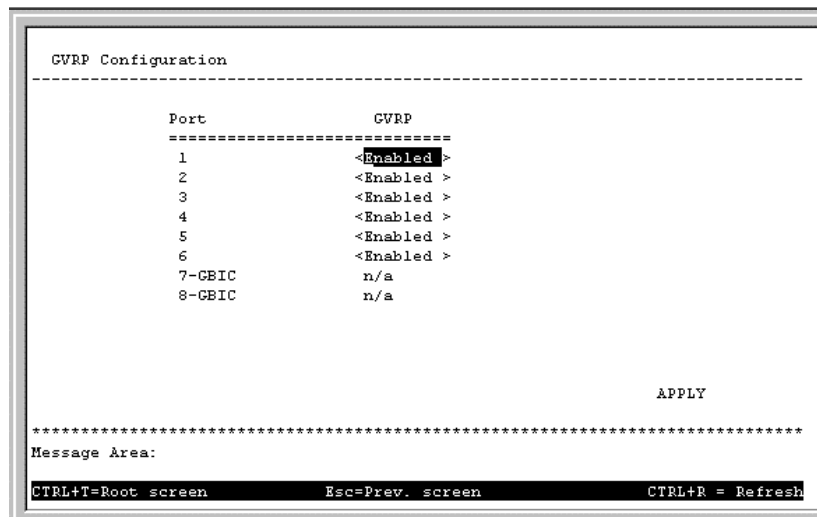 GVRP Configuration
--------------------------------------------------------------------------------
Port GVRP
=============================
1 <Enabled >
2 <Enabled >
3 <Enabled >
4 <Enabled >
5 <Enabled >
6 <Enabled >
7-GBIC n/a
8-GBIC n/a
APPLY
********************************************************************************
Message Area:
CTRL+T=Root screen Esc=Prev. screen CTRL+R = Refresh